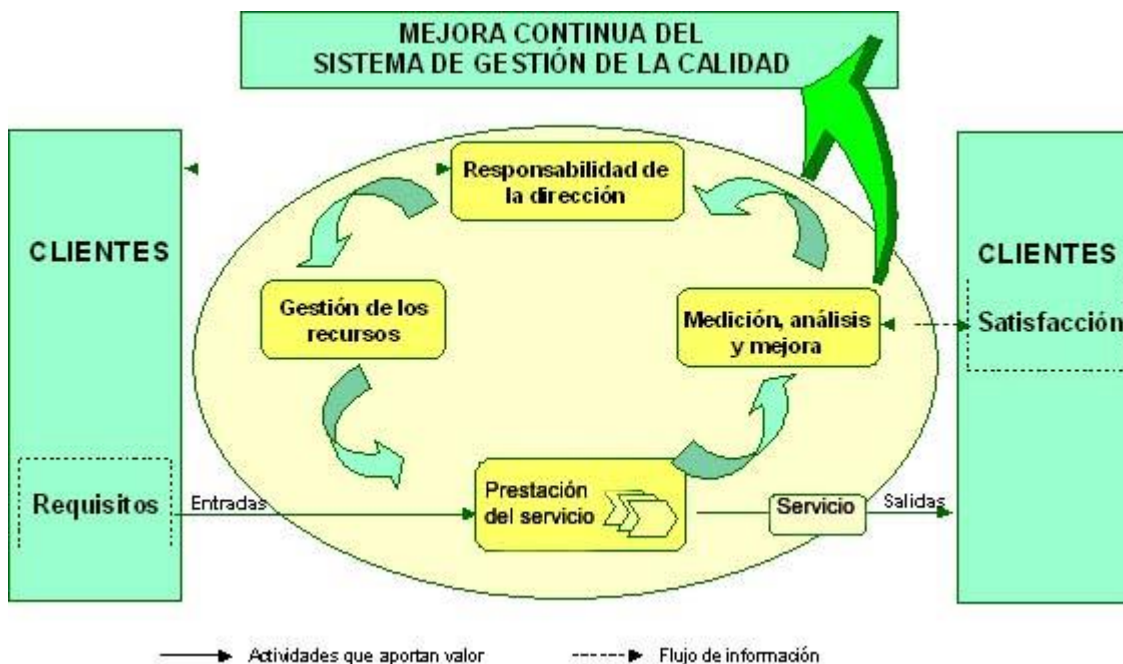 MEJORA CONTINUA DEL
SISTEMA DE GESTIÓN DE LA CALIDAD
CLIENTES
Requisitos
Responsabilidad de
la dirección
Gestión de los
recursos
Medición, análisis
y mejora
Entradas
Prestación
del servicio
Servicio
Salidas
CLIENTES
Satisfacción
Actividades que aportan valor
Flujo de información